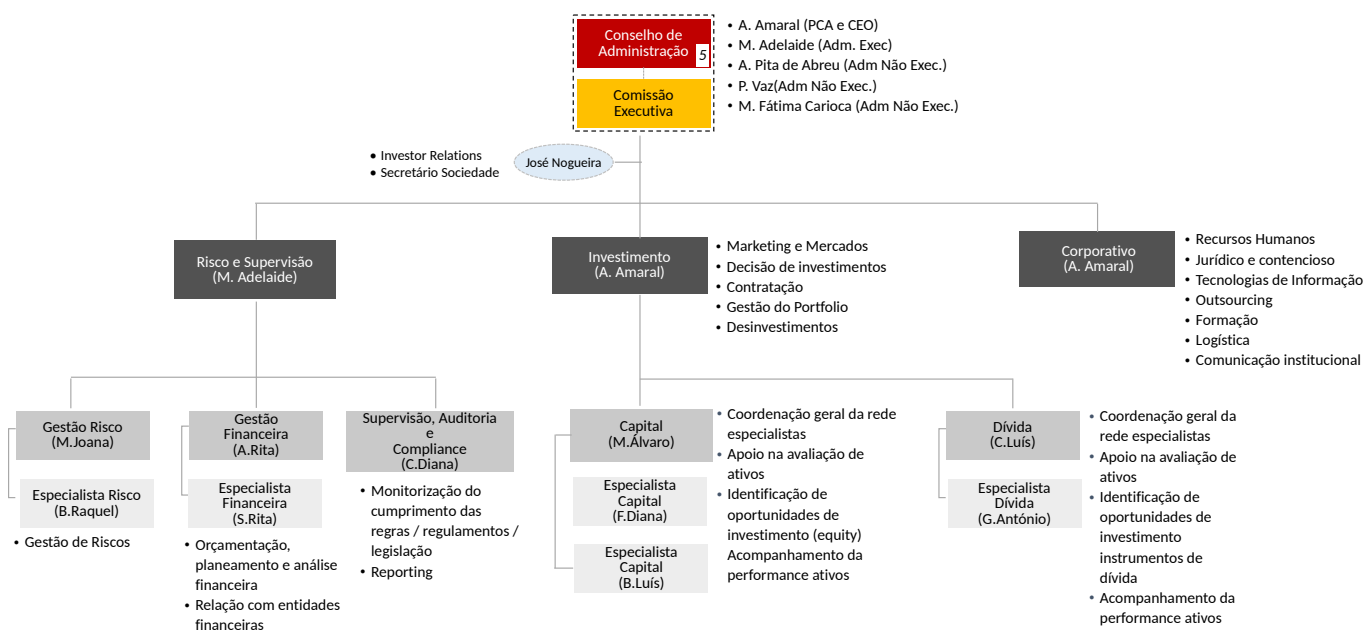 Conselho de
Administração
5
Comissão
Executiva
• A. Amaral (PCA e CEO)
• M. Adelaide (Adm. Exec)
• A. Pita de Abreu (Adm Não Exec.)
• P. Vaz(Adm Não Exec.)
• M. Fátima Carioca (Adm Não Exec.)
• Investor Relations
• Secretário Sociedade
José Nogueira
Risco e Supervisão
(M. Adelaide)
Investimento
(A. Amaral)
• Marketing e Mercados
• Decisão de investimentos
• Contratação
• Gestão do Portfolio
• Desinvestimentos
Corporativo
(A. Amaral)
• Recursos Humanos
• Jurídico e contencioso
• Tecnologias de Informação
• Outsourcing
• Formação
• Logística
• Comunicação institucional
Gestão Risco
(M.Joana)
Especialista Risco
(B.Raquel)
• Gestão de Riscos
Gestão
Financeira
(A.Rita)
Especialista
Financeira
(S.Rita)
• Orçamentação,
planeamento e análise
financeira
• Relação com entidades
financeiras
Supervisão, Auditoria
e
Compliance
(C.Diana)
• Monitorização do
cumprimento das
regras / regulamentos /
legislação
• Reporting
Capital
(M.Álvaro)
Especialista
Capital
(F.Diana)
Especialista
Capital
(B.Luís)
• Coordenação geral da rede
especialistas
• Apoio na avaliação de
ativos
• Identificação de
oportunidades de
investimento (equity)
Acompanhamento da
performance ativos
Dívida
(C.Luís)
Especialista
Dívida
(G.António)
• Coordenação geral da
rede especialistas
• Apoio na avaliação de
ativos
• Identificação de
oportunidades de
investimento
instrumentos de
dívida
• Acompanhamento da
performance ativos